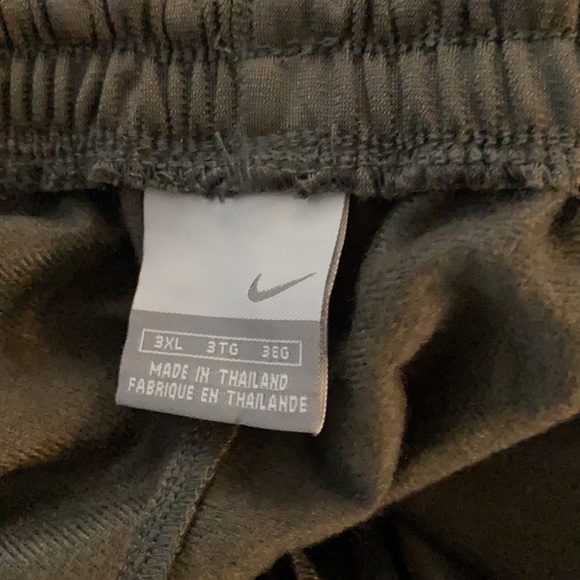 3XL 3TG 3EG
MADE IN THAILAND
FABRIQUE EN THAILANDE